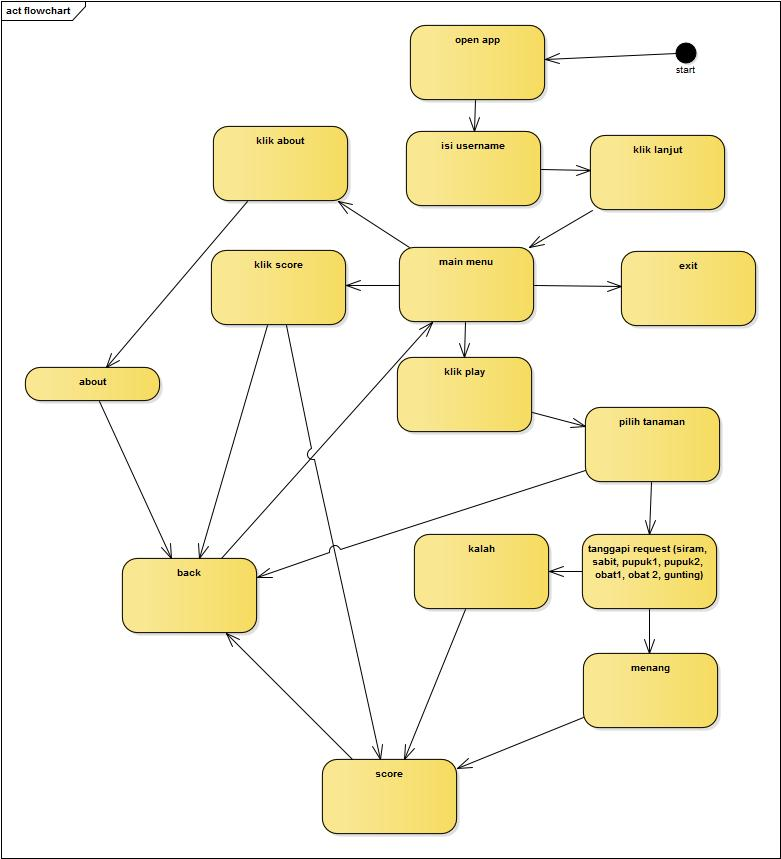 act flowchart
open app
start
klik about
isi username
klik lanjut
klik score
main menu
exit
klik play
about
pilih tanaman
back
kalah
tanggapi request (siram,
sabit, pupuk1, pupuk2,
obat1, obat 2, gunting)
menang
score